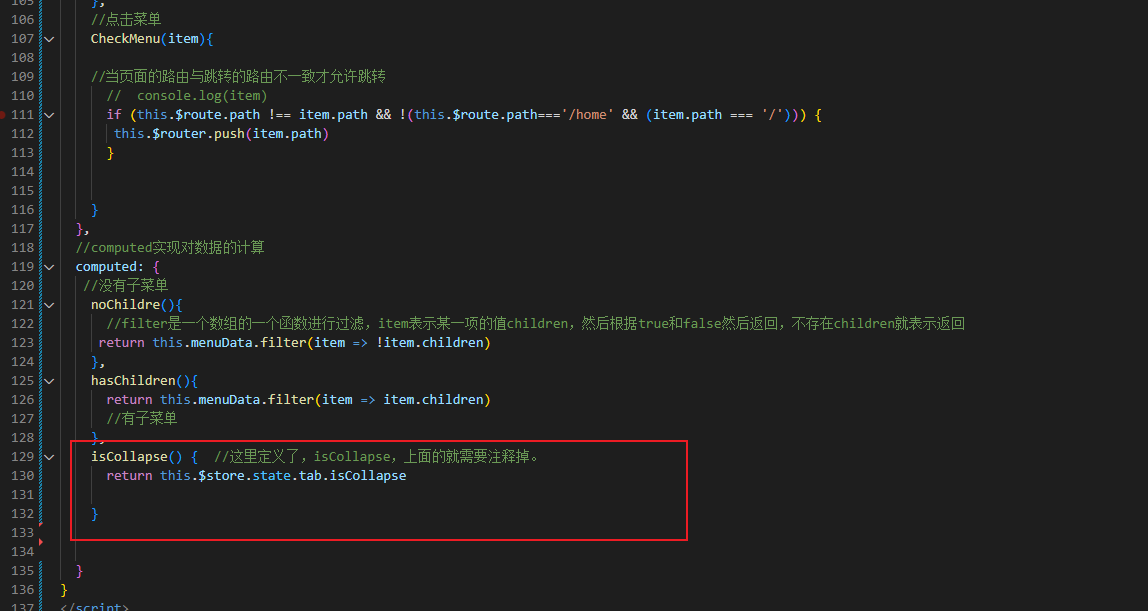 105 },
106 //点击菜单
107 CheckMenu(item){
108
109 //当页面的路由与跳转的路由不一致才允许跳转
110 //  console.log(item)
111 if (this.$route.path !== item.path && !(this.$route.path==='/home' && (item.path === '/'))) {
112 this.$router.push(item.path)
113 }
114
115
116 }
117 },
118 //computed实现对数据的计算
119 computed: {
120 //没有子菜单
121 noChildre(){
122 //filter是一个数组的一个函数进行过滤，item表示某一项的值children，然后根据true和false然后返回，不存在children就表示返回
123 return this.menuData.filter(item => !item.children)
124 },
125 hasChildren(){
126 return this.menuData.filter(item => item.children)
127 //有子菜单
128 },
129 isCollapse() {  //这里定义了，isCollapse，上面的就需要注释掉。
130 return this.$store.state.tab.isCollapse
131
132 }
133
134
135 }
136 }
137 </script>